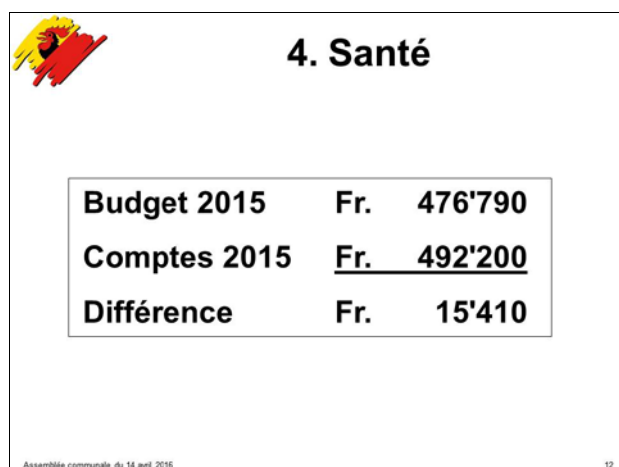 4. Santé
Budget 2015 Fr. 476'790
Comptes 2015 Fr. 492'200
Différence Fr. 15'410
Assemblée communale du 14 avril 2016 12